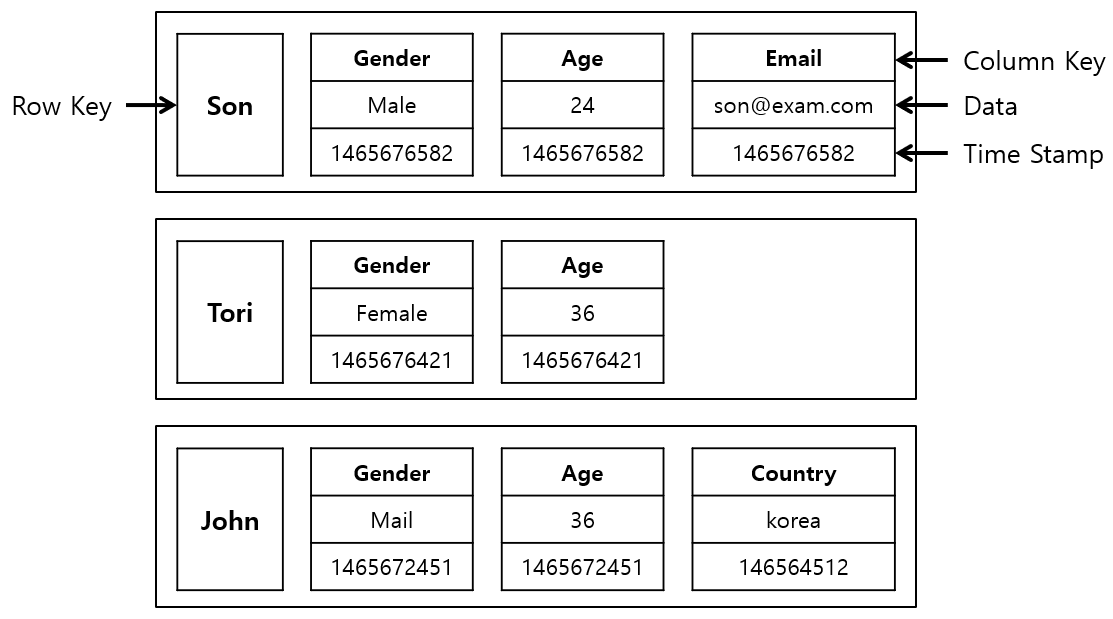 Gender Age Email Column Key
Row Key Son Male 24 son@exam.com Data
1465676582 1465676582 1465676582 Time Stamp
Gender Age
Tori Female 36
1465676421 1465676421
Gender Age Country
John Mail 36 korea
1465672451 1465672451 146564512